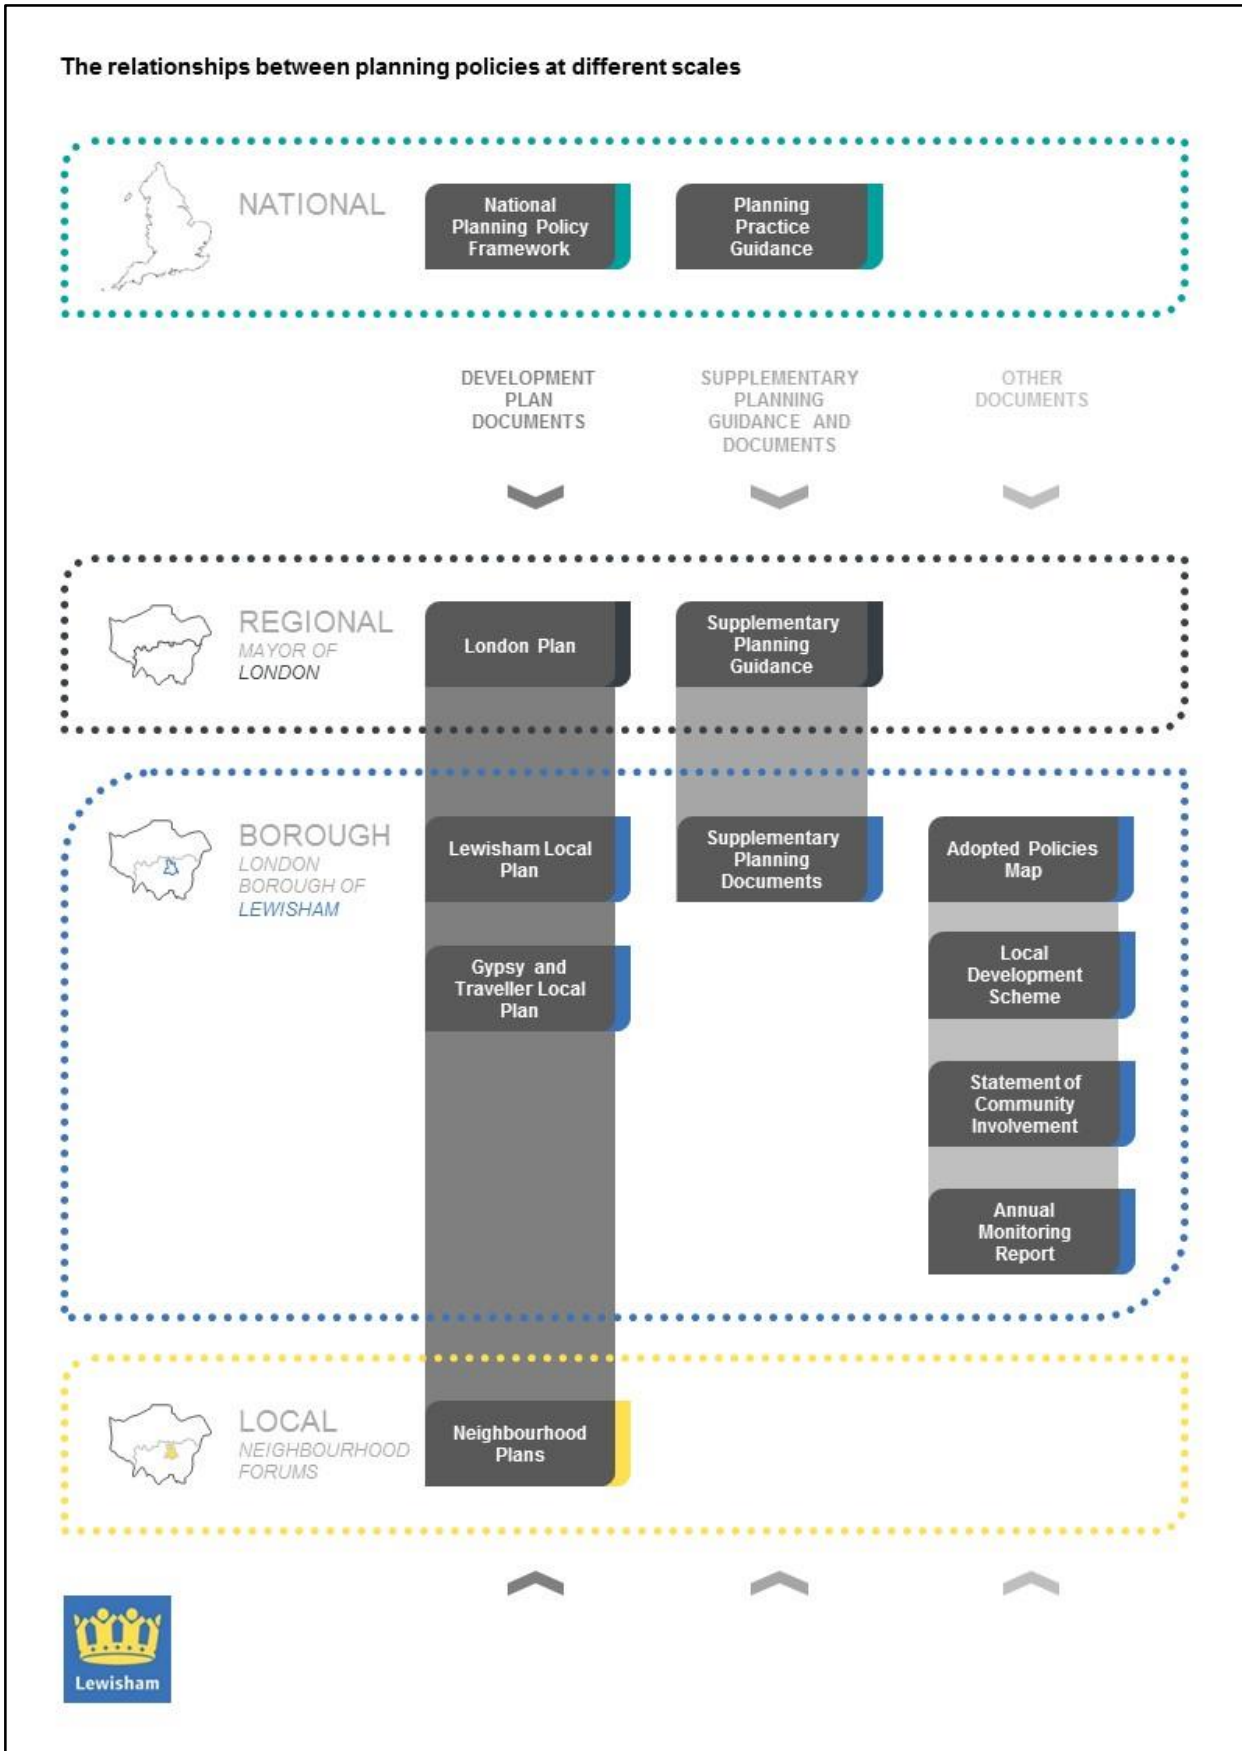 The relationships between planning policies at different scales
NATIONAL
National
Planning Policy
Framework
Planning
Practice
Guidance
DEVELOPMENT
PLAN
DOCUMENTS
SUPPLEMENTARY
PLANNING
GUIDANCE AND
DOCUMENTS
OTHER
DOCUMENTS
REGIONAL
MAYOR OF
LONDON
London Plan
Supplementary
Planning
Guidance
BOROUGH
LONDON
BOROUGH OF
LEWISHAM
Lewisham Local
Plan
Supplementary
Planning
Documents
Adopted Policies
Map
Gypsy and
Traveller Local
Plan
Local
Development
Scheme
Statement of
Community
Involvement
Annual
Monitoring
Report
LOCAL
NEIGHBOURHOOD
FORUMS
Neighbourhood
Plans
Lewisham